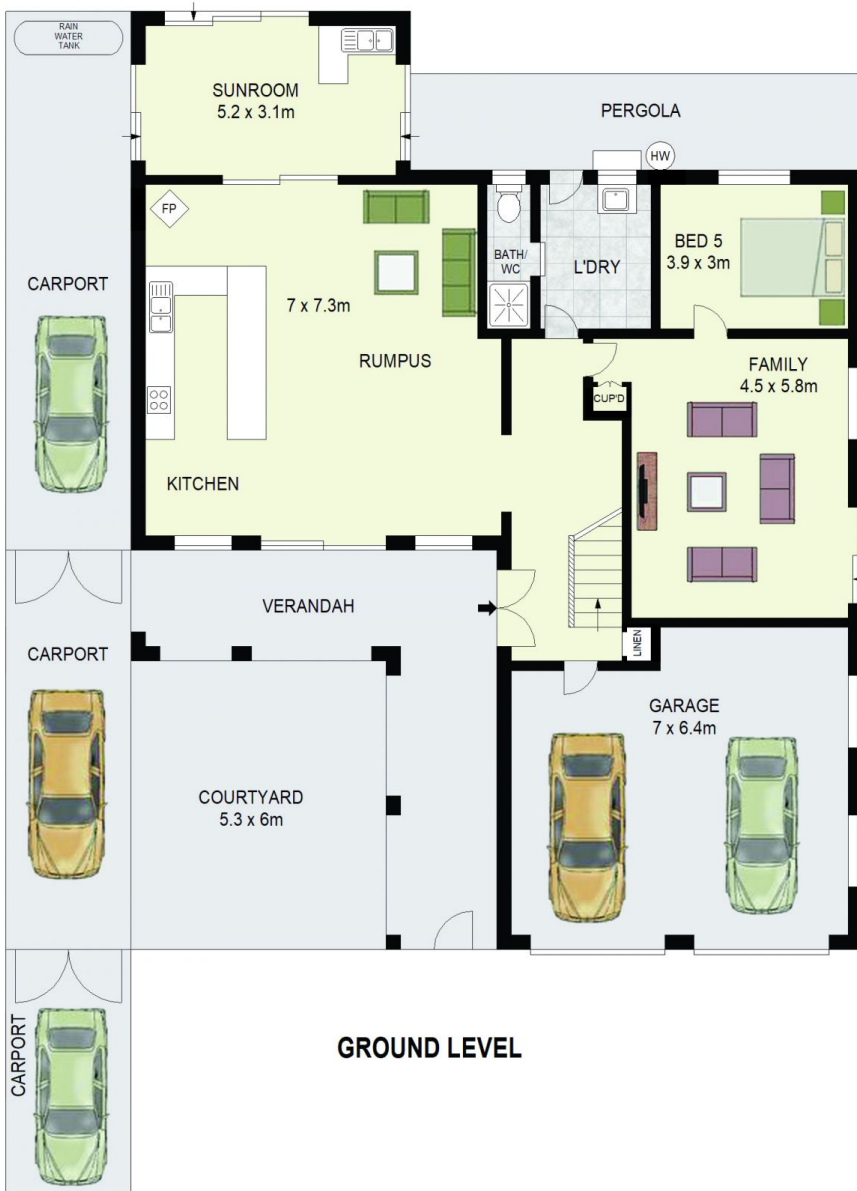 RAIN
WATER
TANK
SUNROOM
5.2 x 3.1m
PERGOLA
HW
FP
BATH/
WC
L'DRY
BED 5
3.9 x 3m
CARPORT
7 x 7.3m
RUMPUS
FAMILY
4.5 x 5.8m
CUP'D
KITCHEN
VERANDAH
CARPORT
LINEN
GARAGE
7 x 6.4m
COURTYARD
5.3 x 6m
CARPORT
GROUND LEVEL